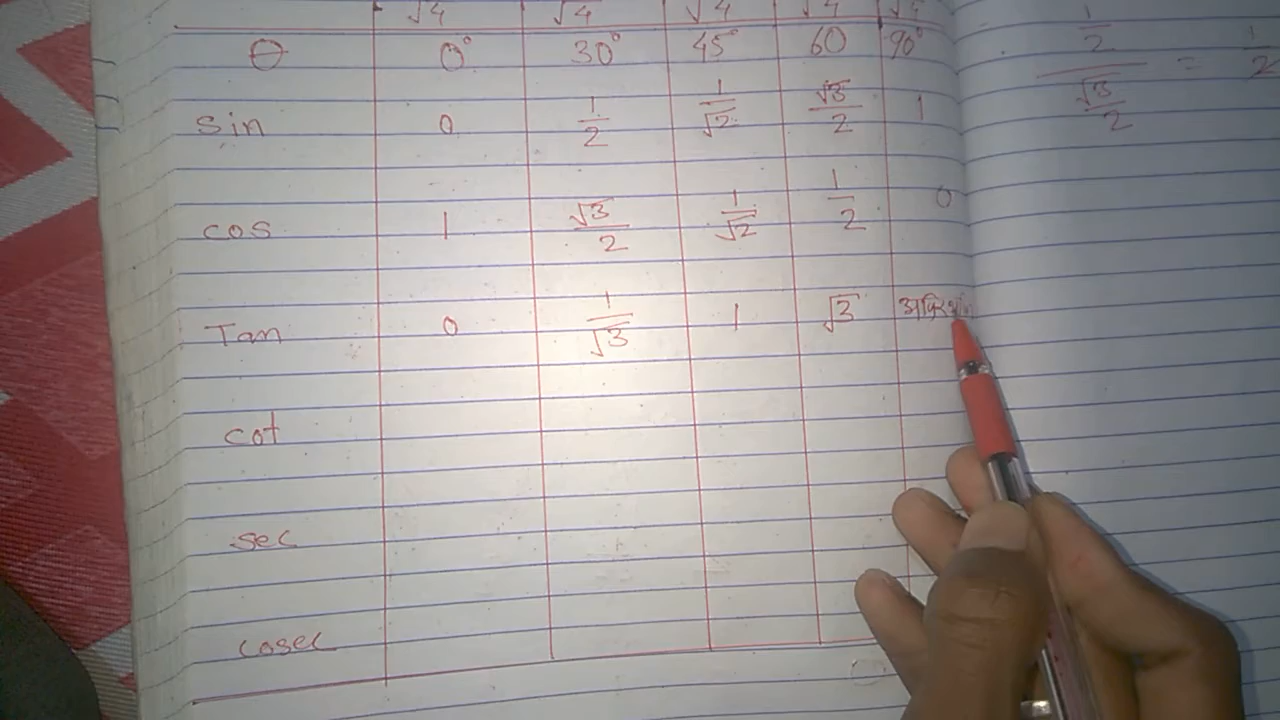 √4 √4 √4 √4 √4
θ 0° 30° 45° 60 90°
sin 0 1/2 1/√2 √3/2 1
cos 1 √3/2 1/√2 1/2 0
Tan 0 1/√3 1 √3
cot
sec
cosec
1/2 / √3/2 = 1/2